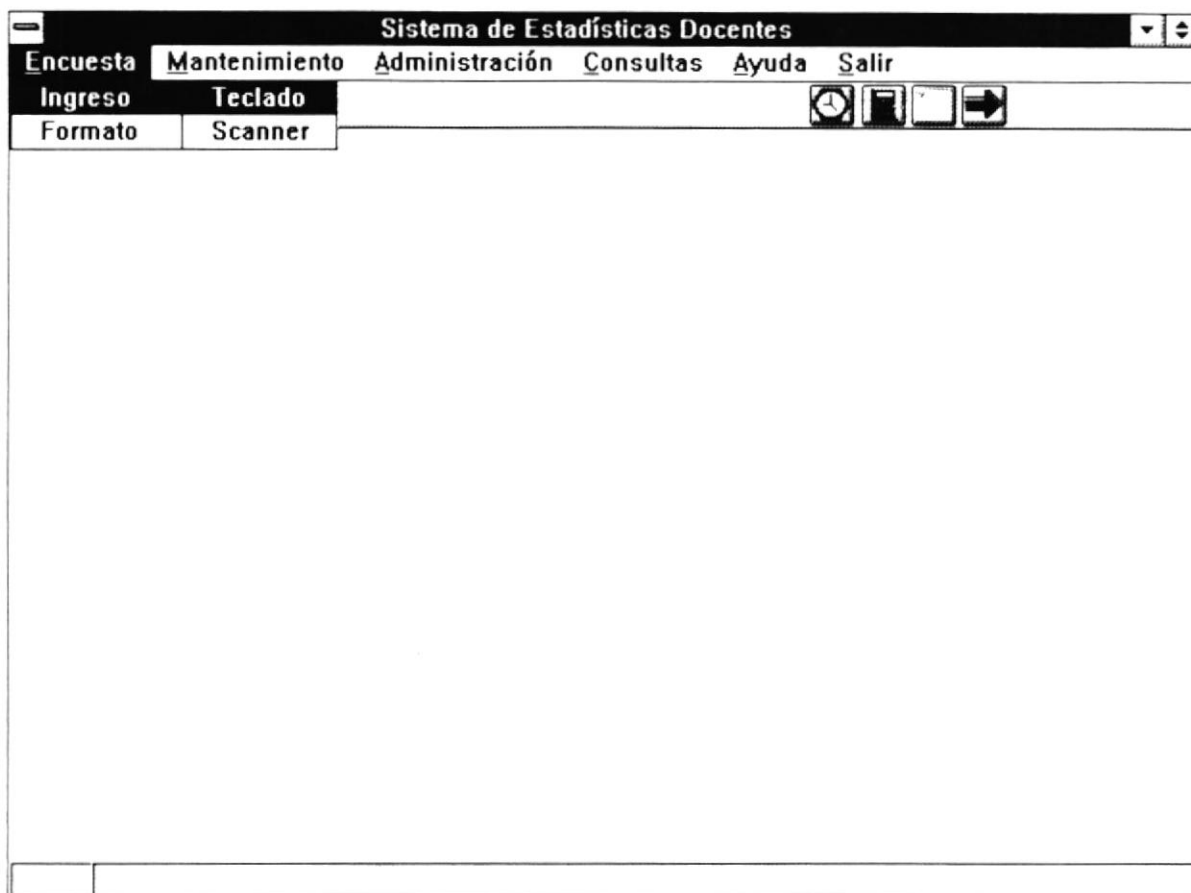 Sistema de Estadísticas Docentes
Encuesta Mantenimiento Administración Consultas Ayuda Salir
Ingreso Teclado
Formato Scanner